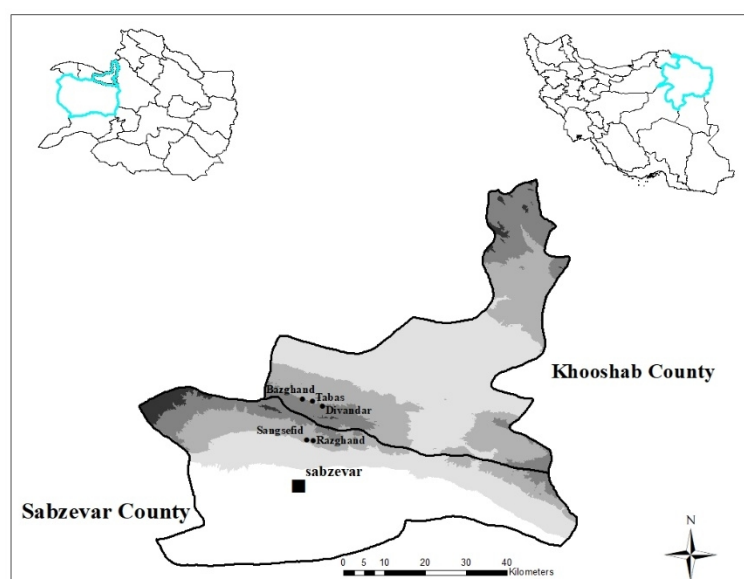 Khooshab County
Bazghand
Tabas
Divandar
Sangsefid
Razghand
sabzevar
Sabzevar County
N
0 5 10 20 30 40
Kilometers